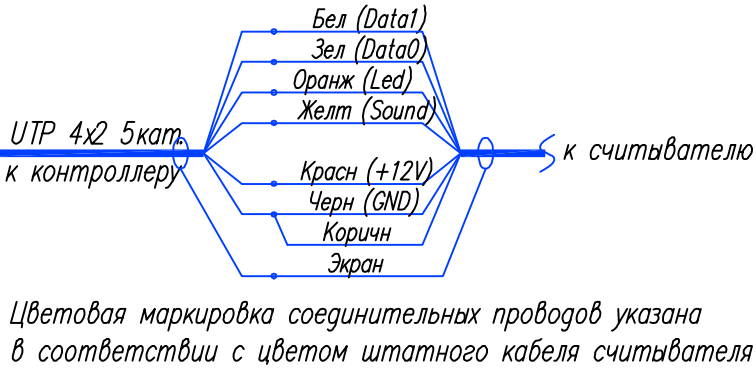 Бел (Data1)
Зел (Data0)
Оранж (Led)
Желт (Sound)
UTP 4x2 5кат.
к контроллеру
к считывателю
Красн (+12V)
Черн (GND)
Коричн
Экран
Цветовая маркировка соединительных проводов указана
в соответствии с цветом штатного кабеля считывателя